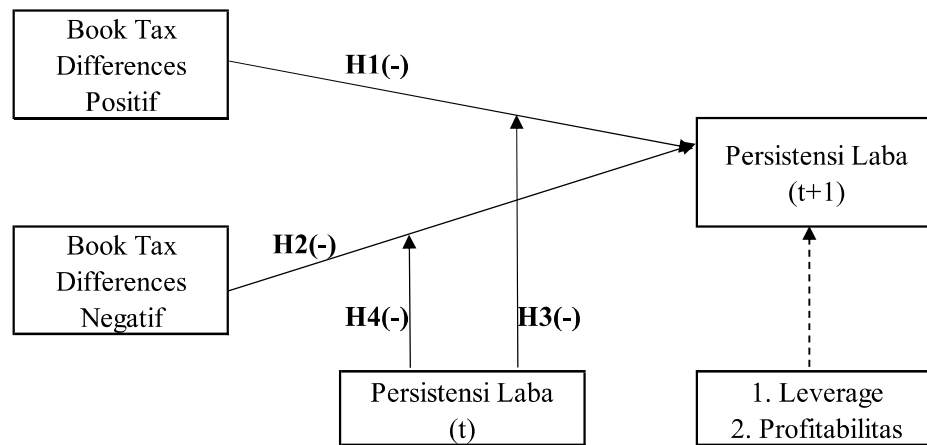 Book Tax
Differences
Positif
H1(-)
Persistensi Laba
(t+1)
Book Tax
Differences
Negatif
H2(-)
H4(-)
H3(-)
Persistensi Laba
(t)
1. Leverage
2. Profitabilitas